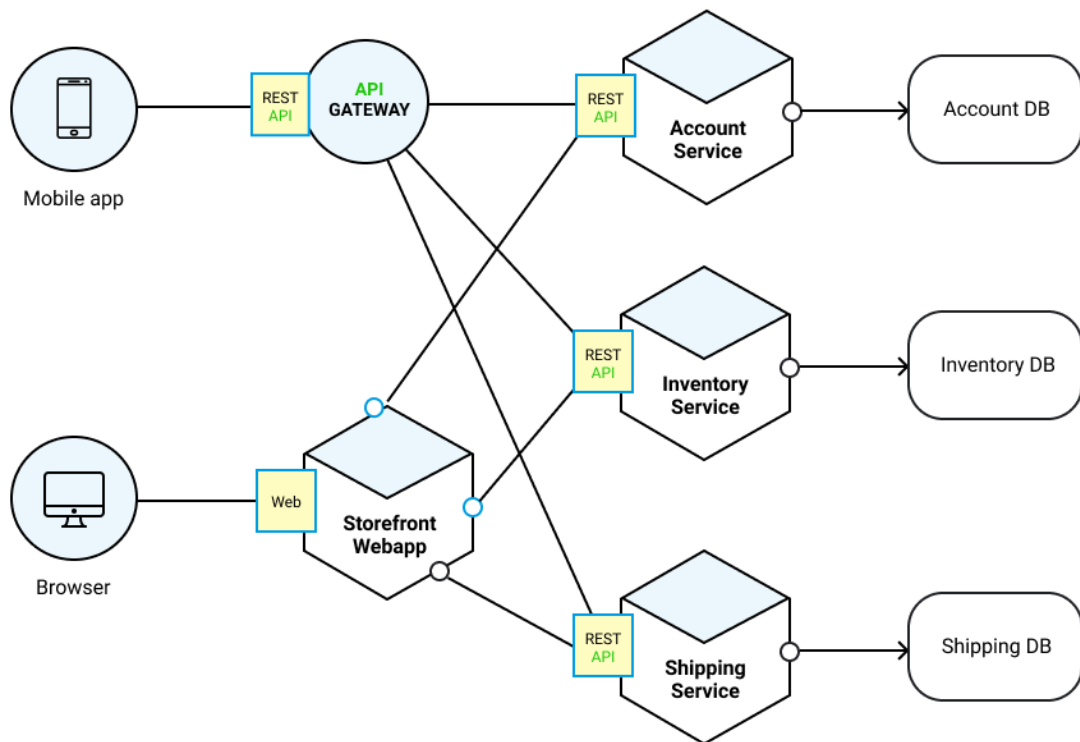 Mobile app
REST
API
API
GATEWAY
REST
API
Account
Service
Account DB
REST
API
Inventory
Service
Inventory DB
Browser
Web
Storefront
Webapp
REST
API
Shipping
Service
Shipping DB